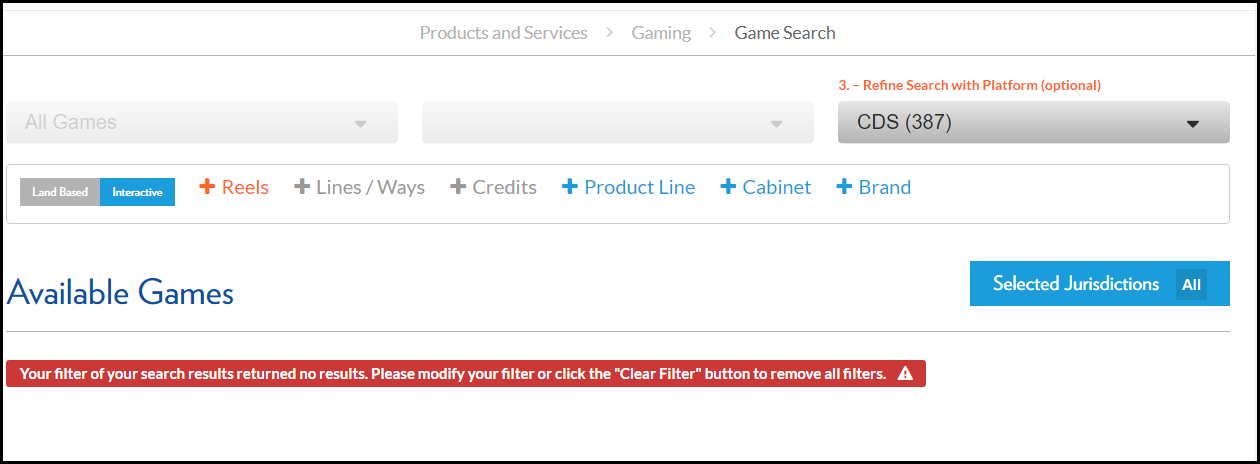 Products and Services > Gaming > Game Search
3. – Refine Search with Platform (optional)
All Games
CDS (387)
Land Based Interactive + Reels + Lines / Ways + Credits + Product Line + Cabinet + Brand
Available Games
Selected Jurisdictions All
Your filter of your search results returned no results. Please modify your filter or click the "Clear Filter" button to remove all filters.